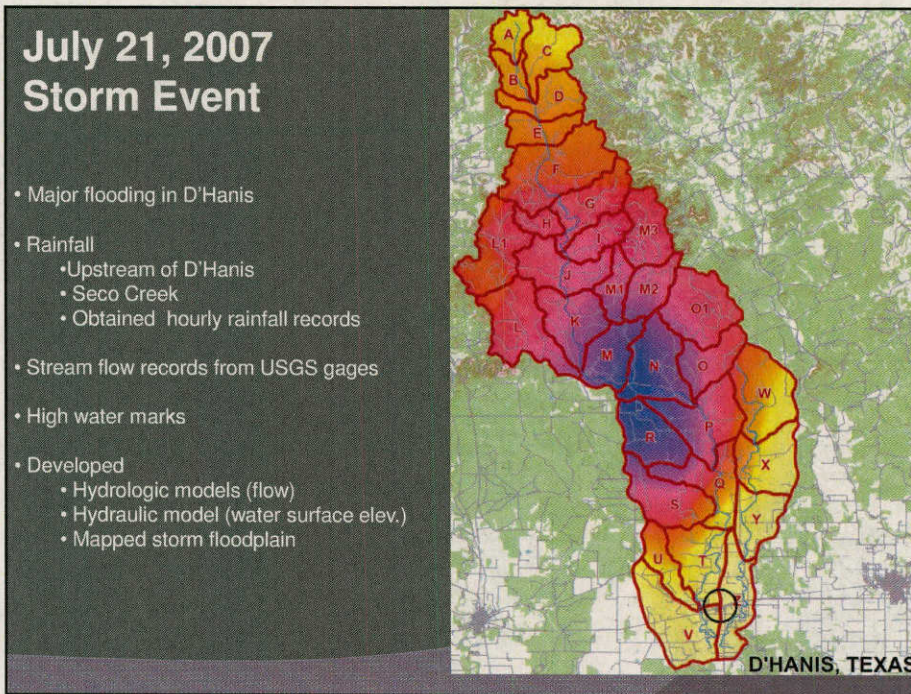 July 21, 2007
Storm Event
• Major flooding in D'Hanis
• Rainfall
•Upstream of D'Hanis
• Seco Creek
• Obtained hourly rainfall records
• Stream flow records from USGS gages
• High water marks
• Developed
• Hydrologic models (flow)
• Hydraulic model (water surface elev.)
• Mapped storm floodplain
A
C
B
D
E
F
G
H
I
M3
L1
J
M1
M2
O1
L
K
M
N
O
W
R
P
X
Q
S
Y
U
T
V
D'HANIS, TEXAS